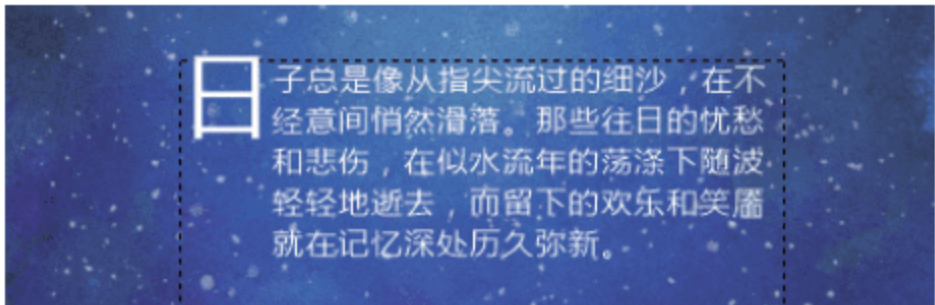 日子总是像从指尖流过的细沙，在不
经意间悄然滑落。那些往日的忧愁
和悲伤，在似水流年的荡涤下随波
轻轻地逝去，而留下的欢乐和笑靥
就在记忆深处历久弥新。